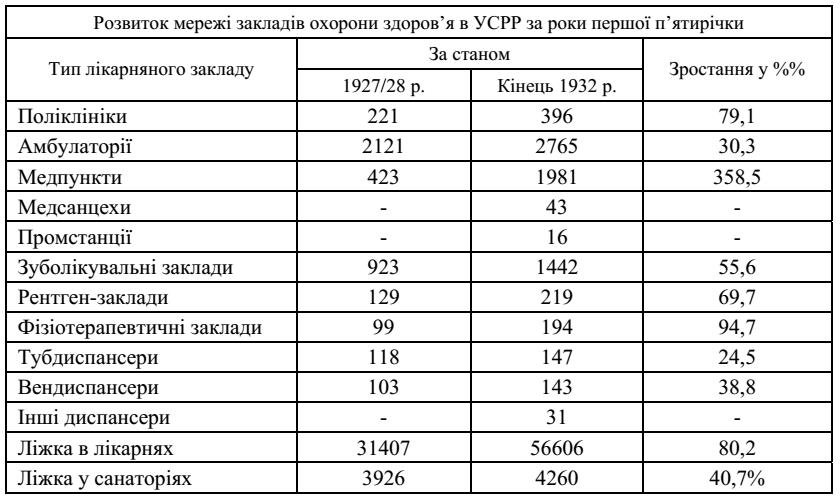 Розвиток мережі закладів охорони здоров’я в УСРР за роки першої п’ятирічки
Тип лікарняного закладу За станом Зростання у %%
1927/28 р. Кінець 1932 р.
Поліклініки 221 396 79,1
Амбулаторії 2121 2765 30,3
Медпункти 423 1981 358,5
Медсанцехи - 43 -
Промстанції - 16 -
Зуболікувальні заклади 923 1442 55,6
Рентген-заклади 129 219 69,7
Фізіотерапевтичні заклади 99 194 94,7
Тубдиспансери 118 147 24,5
Вендиспансери 103 143 38,8
Інші диспансери - 31 -
Ліжка в лікарнях 31407 56606 80,2
Ліжка у санаторіях 3926 4260 40,7%